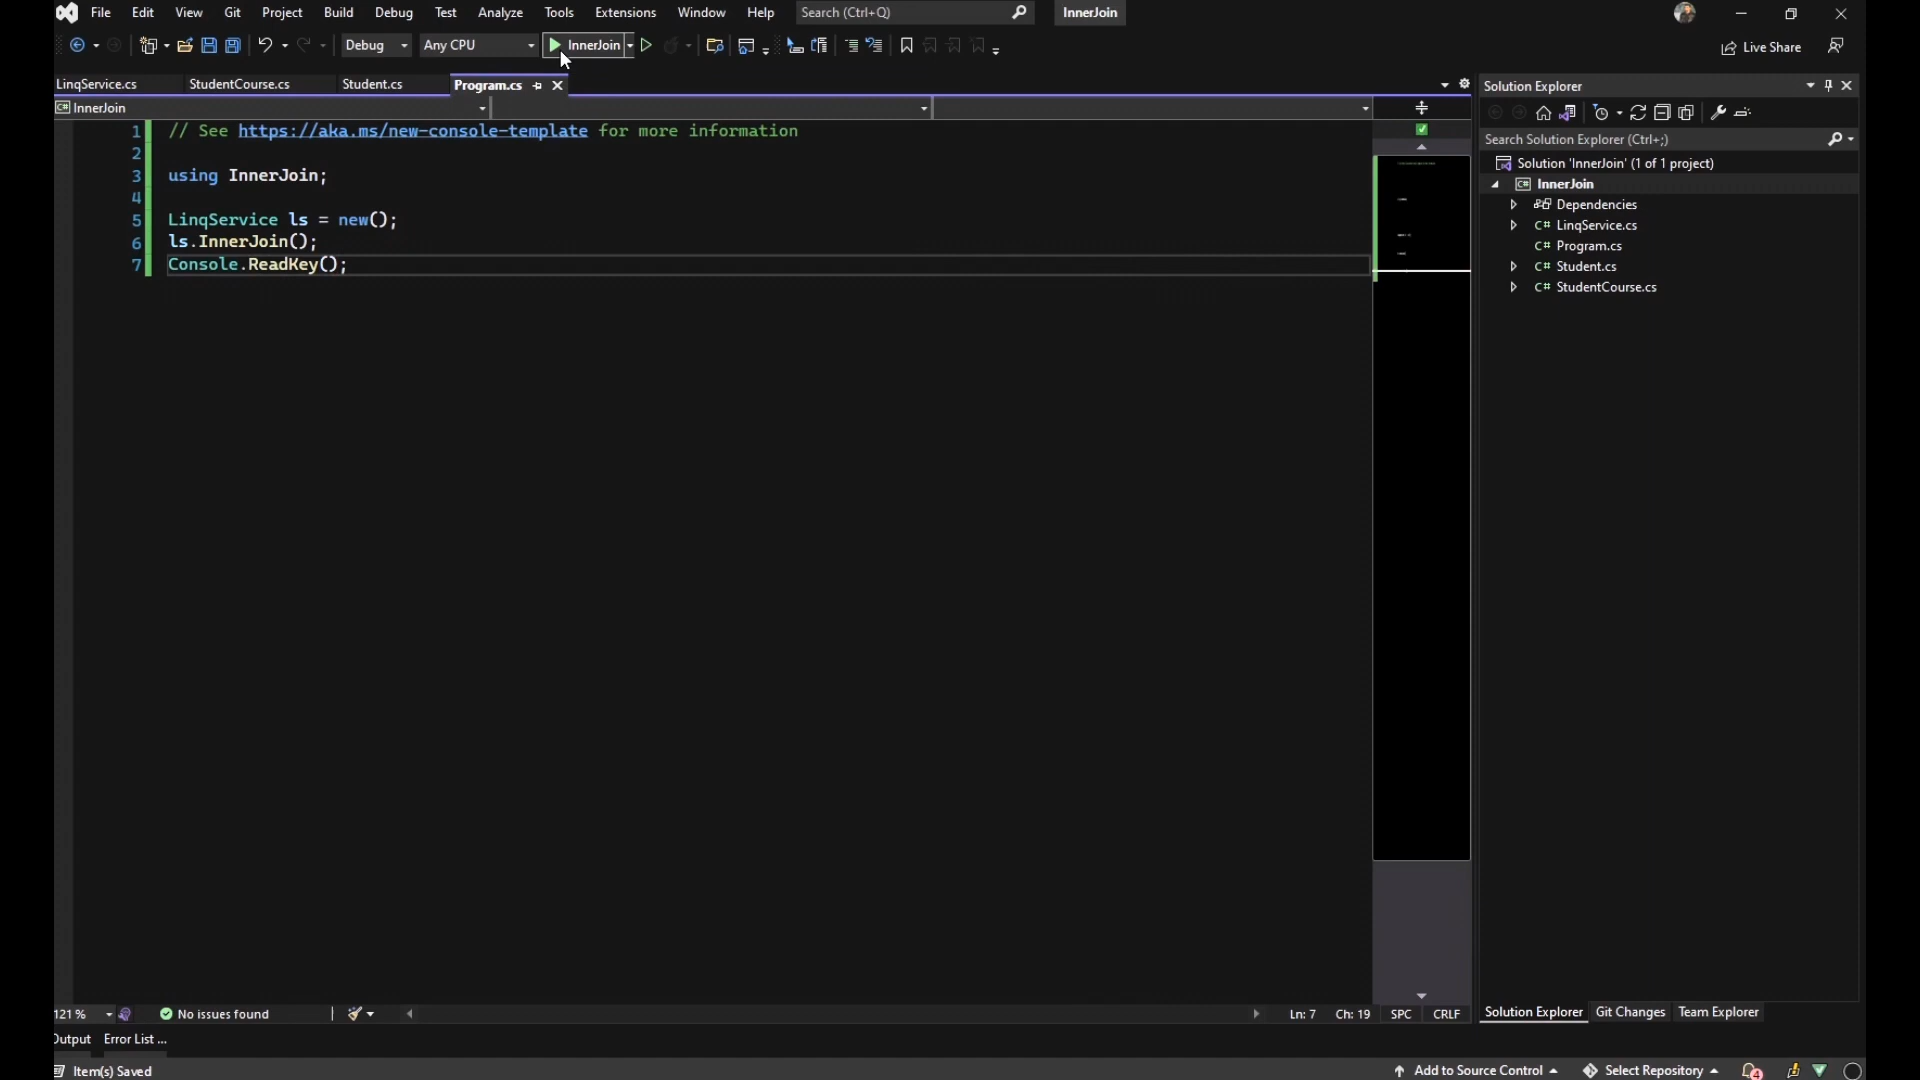 File Edit View Git Project Build Debug Test Analyze Tools Extensions Window Help Search (Ctrl+Q) InnerJoin
Debug Any CPU InnerJoin Live Share
LinqService.cs StudentCourse.cs Student.cs Program.cs
C# InnerJoin
1 // See https://aka.ms/new-console-template for more information
2
3 using InnerJoin;
4
5 LinqService ls = new();
6 ls.InnerJoin();
7 Console.ReadKey();
Solution Explorer
Search Solution Explorer (Ctrl+;)
Solution 'InnerJoin' (1 of 1 project)
C# InnerJoin
Dependencies
C# LinqService.cs
C# Program.cs
C# Student.cs
C# StudentCourse.cs
121 % No issues found Ln: 7 Ch: 19 SPC CRLF
Solution Explorer Git Changes Team Explorer
Output Error List ...
Item(s) Saved Add to Source Control Select Repository 4